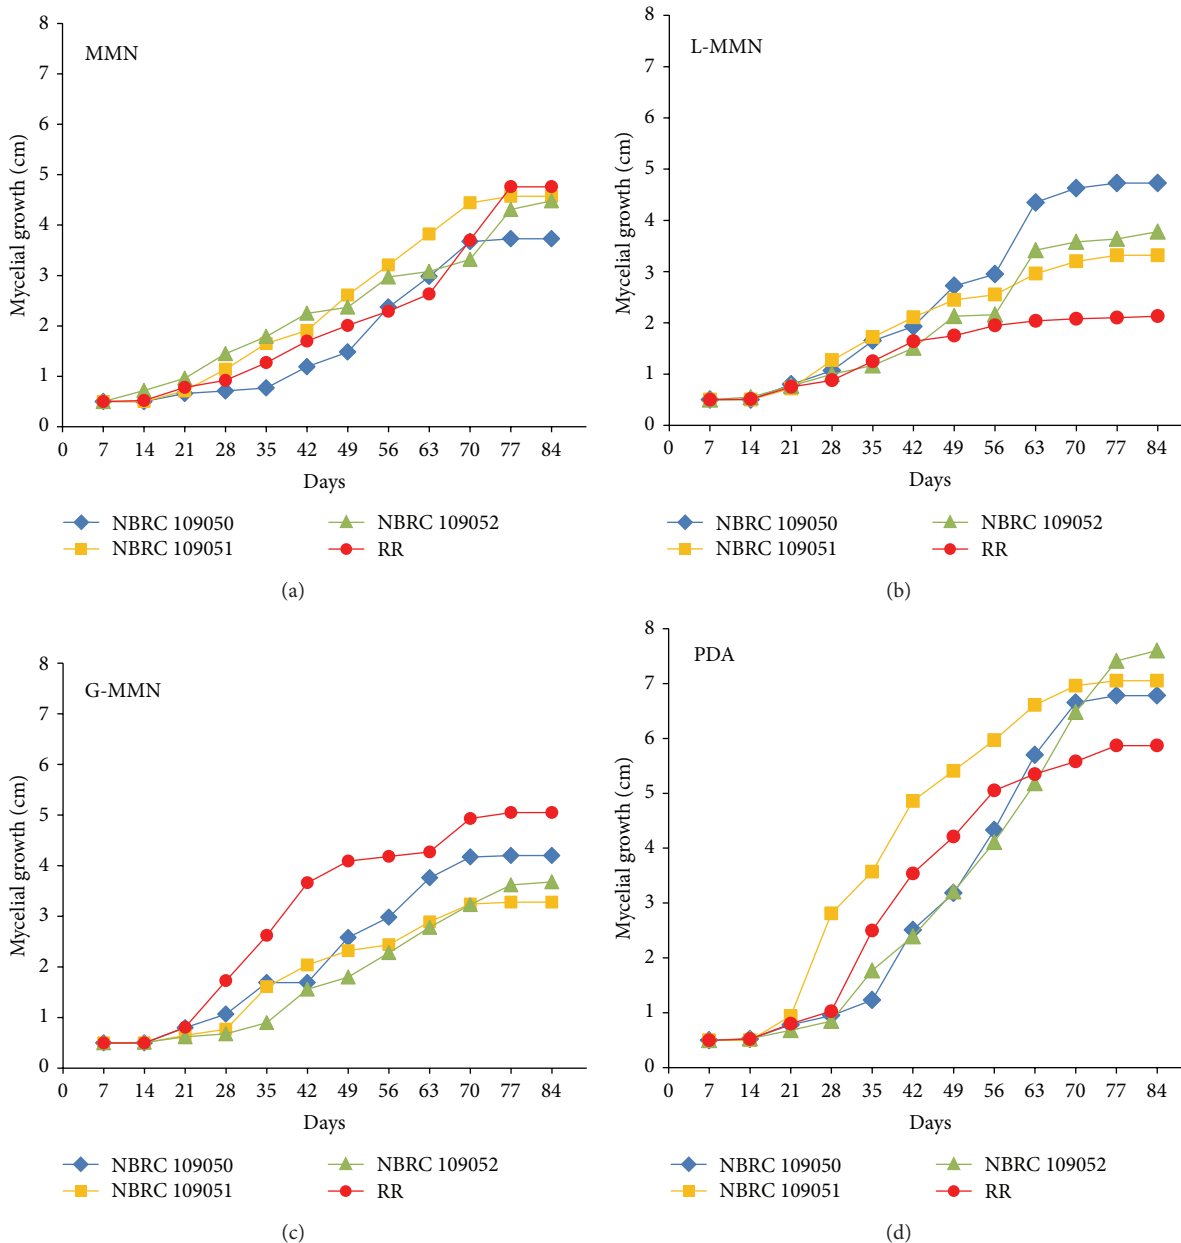 MMN
Mycelial growth (cm)
8
7
6
5
4
3
2
1
0
0 7 14 21 28 35 42 49 56 63 70 77 84
Days
NBRC 109050
NBRC 109052
NBRC 109051
RR
(a)
L-MMN
Mycelial growth (cm)
8
7
6
5
4
3
2
1
0
0 7 14 21 28 35 42 49 56 63 70 77 84
Days
NBRC 109050
NBRC 109052
NBRC 109051
RR
(b)
G-MMN
Mycelial growth (cm)
8
7
6
5
4
3
2
1
0
0 7 14 21 28 35 42 49 56 63 70 77 84
Days
NBRC 109050
NBRC 109052
NBRC 109051
RR
(c)
PDA
Mycelial growth (cm)
8
7
6
5
4
3
2
1
0
0 7 14 21 28 35 42 49 56 63 70 77 84
Days
NBRC 109050
NBRC 109052
NBRC 109051
RR
(d)